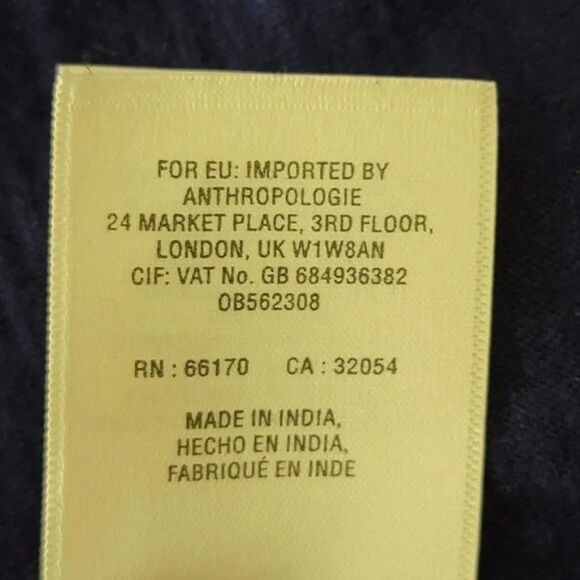 FOR EU: IMPORTED BY
ANTHROPOLOGIE
24 MARKET PLACE, 3RD FLOOR,
LONDON, UK W1W8AN
CIF: VAT No. GB 684936382
OB562308
RN : 66170 CA : 32054
MADE IN INDIA,
HECHO EN INDIA,
FABRIQUÉ EN INDE